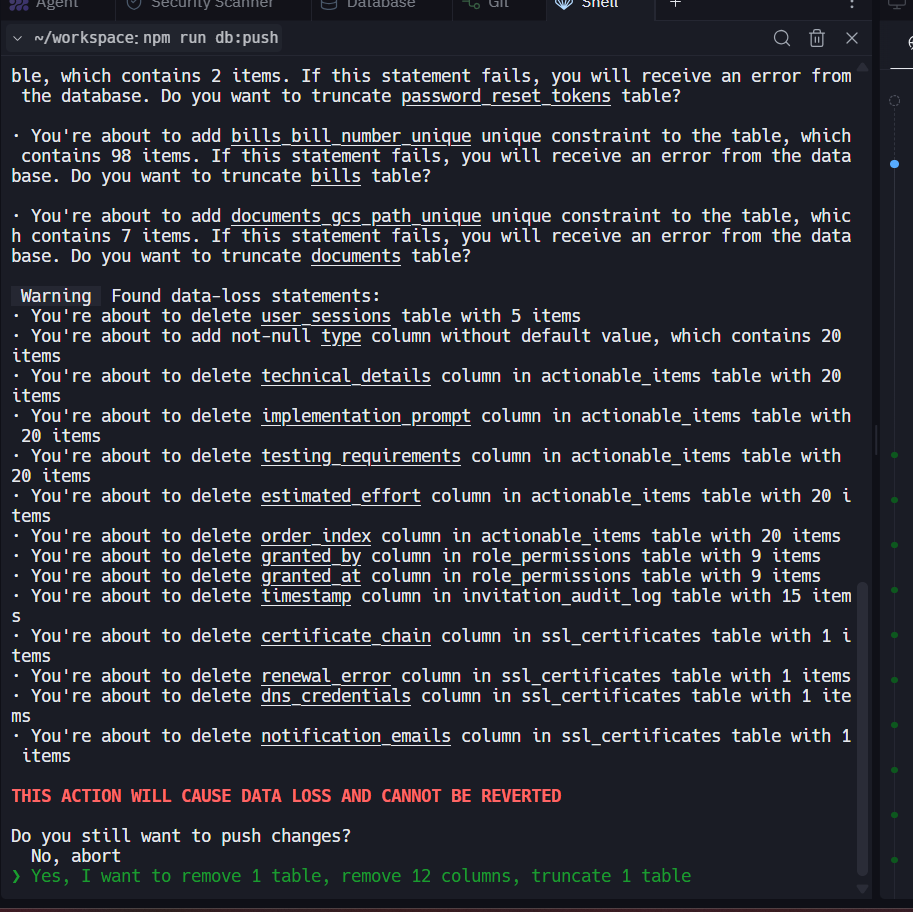 Agent Security Scanner Database Git Shell +
~/workspace: npm run db:push
ble, which contains 2 items. If this statement fails, you will receive an error from
the database. Do you want to truncate password_reset_tokens table?
· You're about to add bills_bill_number_unique unique constraint to the table, which
contains 98 items. If this statement fails, you will receive an error from the data
base. Do you want to truncate bills table?
· You're about to add documents_gcs_path_unique unique constraint to the table, whic
h contains 7 items. If this statement fails, you will receive an error from the data
base. Do you want to truncate documents table?
Warning Found data-loss statements:
· You're about to delete user_sessions table with 5 items
· You're about to add not-null type column without default value, which contains 20
items
· You're about to delete technical_details column in actionable_items table with 20
items
· You're about to delete implementation_prompt column in actionable_items table with
20 items
· You're about to delete testing_requirements column in actionable_items table with
20 items
· You're about to delete estimated_effort column in actionable_items table with 20 i
tems
· You're about to delete order_index column in actionable_items table with 20 items
· You're about to delete granted_by column in role_permissions table with 9 items
· You're about to delete granted_at column in role_permissions table with 9 items
· You're about to delete timestamp column in invitation_audit_log table with 15 item
s
· You're about to delete certificate_chain column in ssl_certificates table with 1 i
tems
· You're about to delete renewal_error column in ssl_certificates table with 1 items
· You're about to delete dns_credentials column in ssl_certificates table with 1 ite
ms
· You're about to delete notification_emails column in ssl_certificates table with 1
items
THIS ACTION WILL CAUSE DATA LOSS AND CANNOT BE REVERTED
Do you still want to push changes?
No, abort
❯ Yes, I want to remove 1 table, remove 12 columns, truncate 1 table